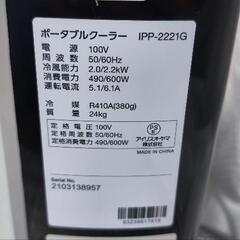 ポータブルクーラー IPP-2221G
電源 100V
周波数 50/60Hz
冷風能力 2.0/2.2kW
消費電力 490/600W
運転電流 5.1/6.1A
冷媒 R410A(380g)
質量 24kg
定格電圧:100V
定格周波数:50/60Hz
定格消費電力:490/600W
PSE
アイリスオーヤマ
株式会社
MADE IN CHINA
Serial No.
2103138957
03238817618